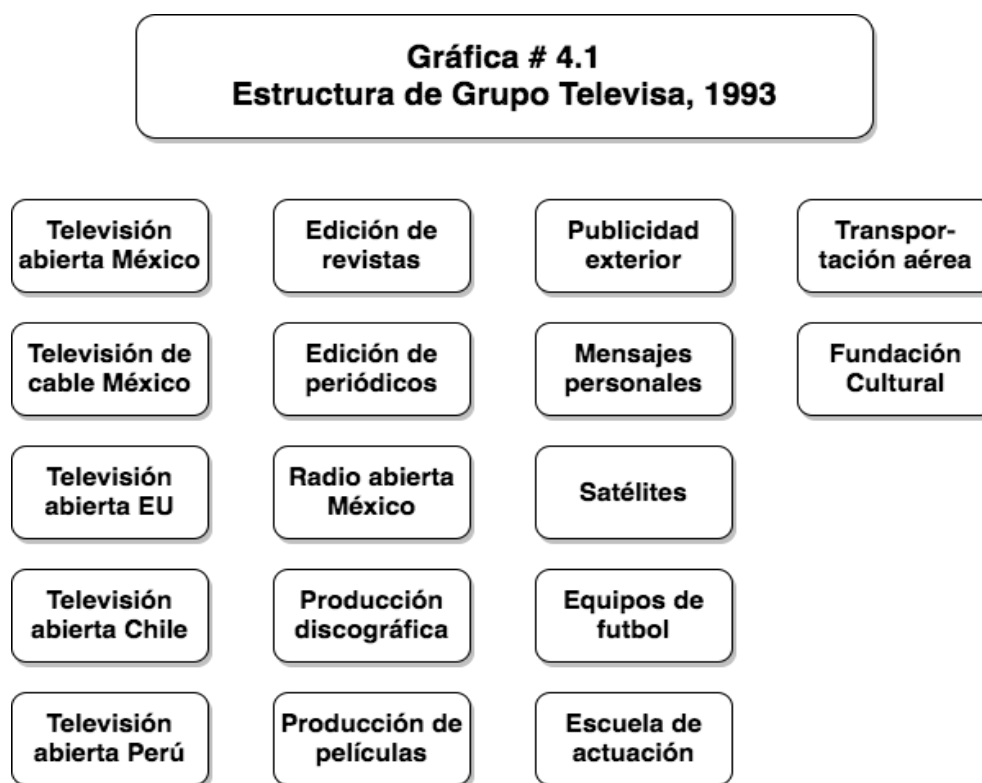 Gráfica # 4.1
Estructura de Grupo Televisa, 1993
Televisión
abierta México
Edición de
revistas
Publicidad
exterior
Transpor-
tación aérea
Televisión de
cable México
Edición de
periódicos
Mensajes
personales
Fundación
Cultural
Televisión
abierta EU
Radio abierta
México
Satélites
Televisión
abierta Chile
Producción
discográfica
Equipos de
futbol
Televisión
abierta Perú
Producción de
películas
Escuela de
actuación